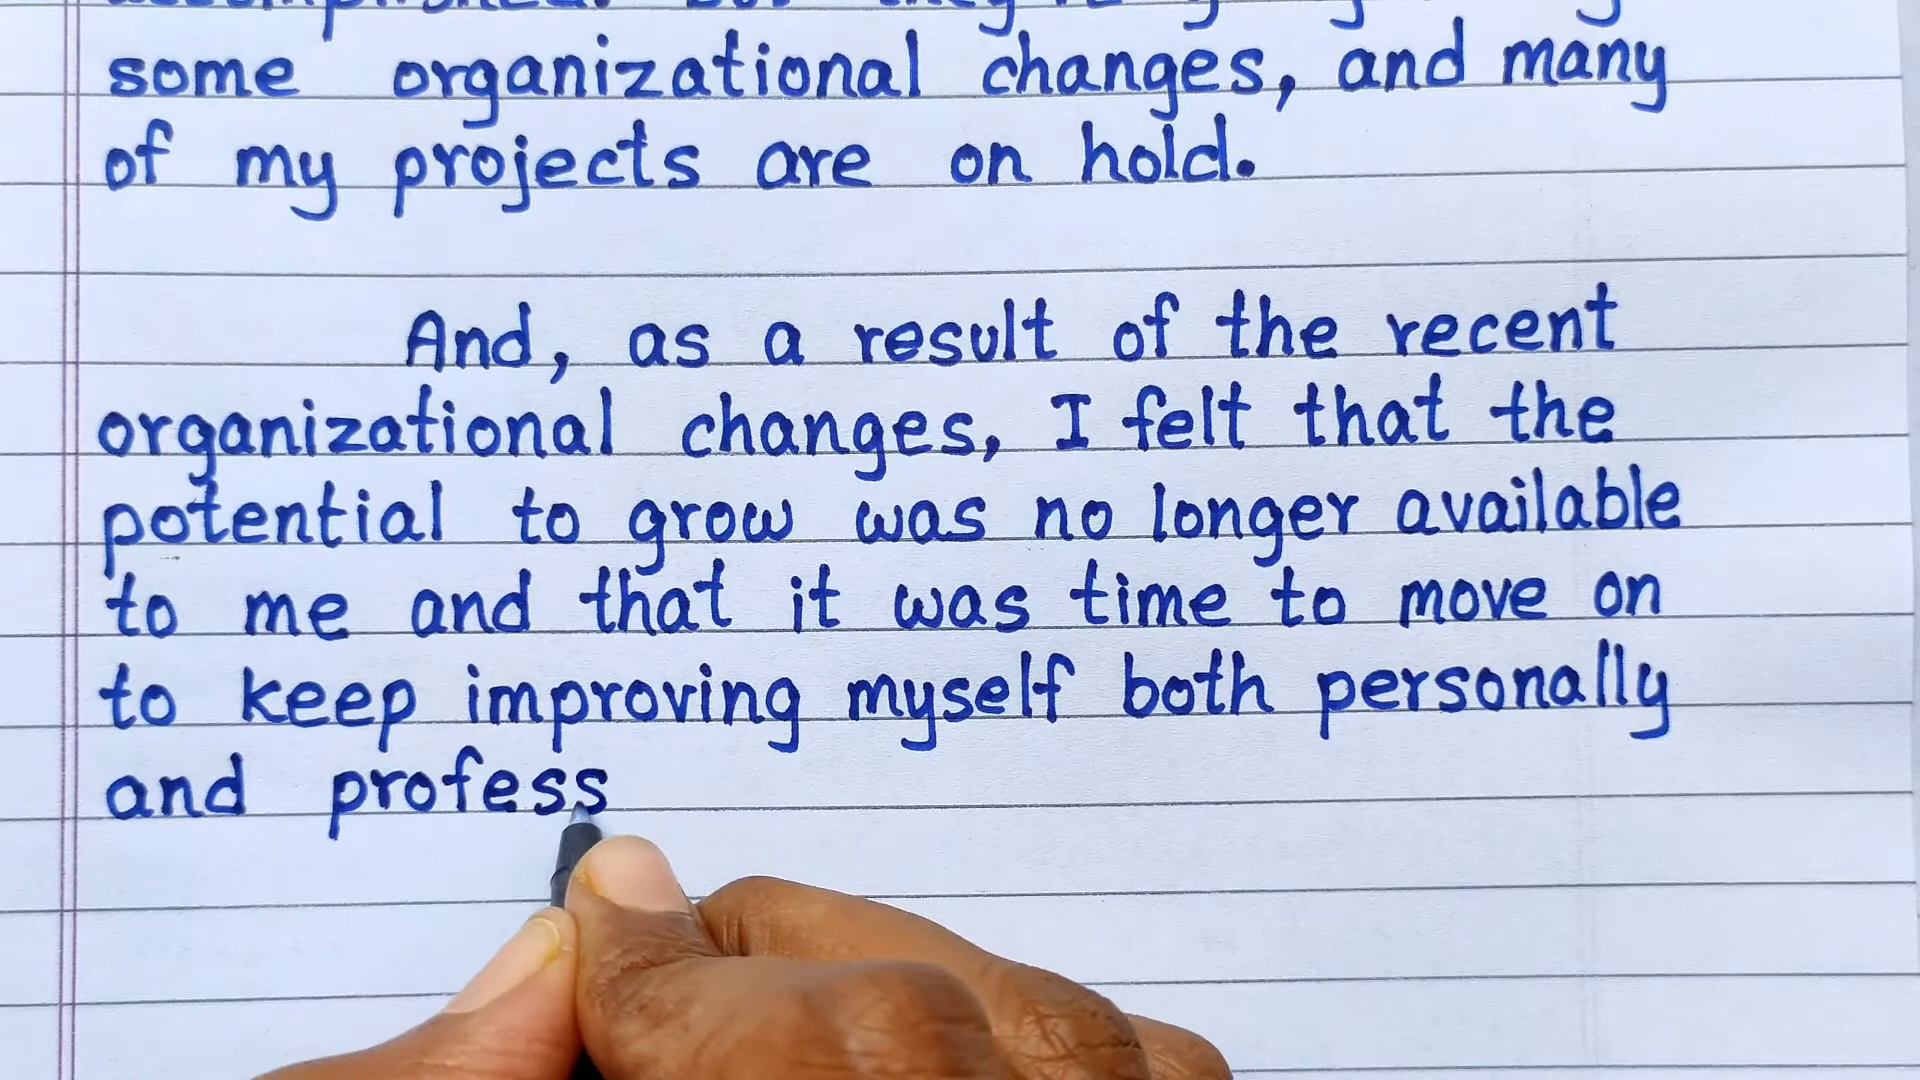 some organizational changes, and many
of my projects are on hold.
And, as a result of the recent
organizational changes, I felt that the
potential to grow was no longer available
to me and that it was time to move on
to keep improving myself both personally
and profess